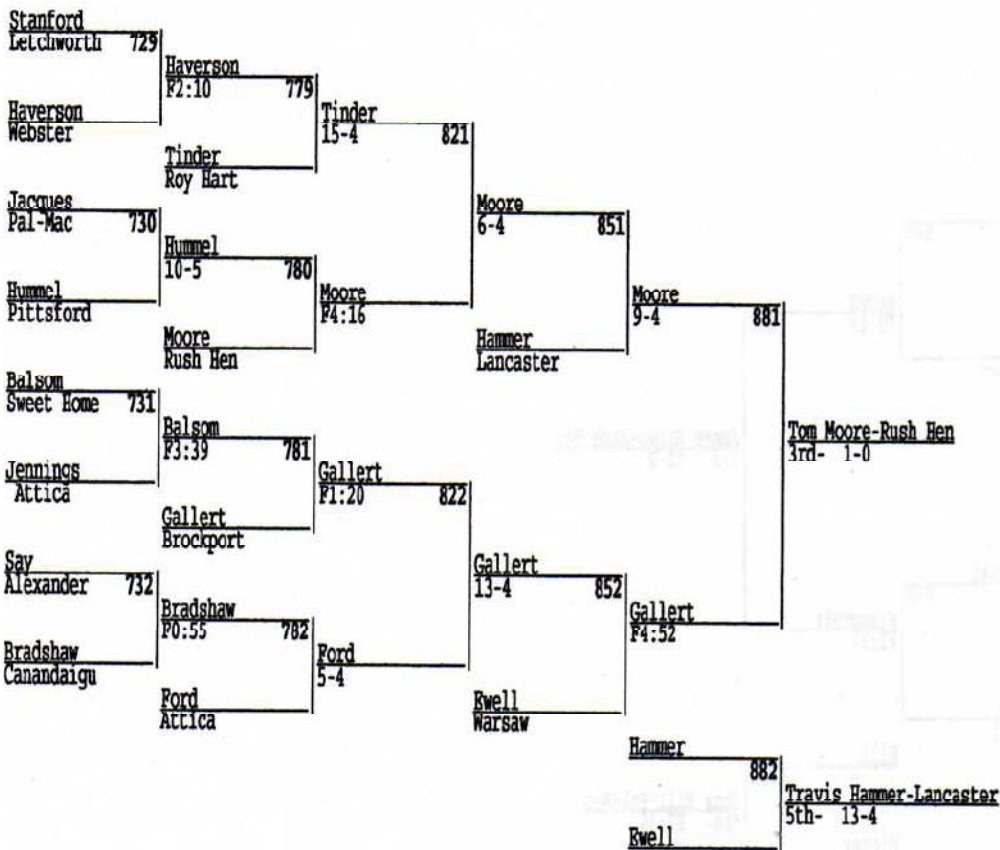 Stanford
Letchworth 729
Haverson
F2:10 779
Haverson
Webster
Tinder
15-4 821
Tinder
Roy Hart
Jacques
Pal-Mac 730
Moore
6-4 851
Hummel
10-5 780
Hummel
Pittsford
Moore
F4:16
Moore
9-4 881
Moore
Rush Hen
Hammer
Lancaster
Balsom
Sweet Home 731
Balsom
F3:39 781
Tom Moore-Rush Hen
3rd- 1-0
Jennings
Attica
Gallert
F1:20 822
Gallert
Brockport
Say
Alexander 732
Gallert
13-4 852
Bradshaw
F0:55 782
Gallert
F4:52
Bradshaw
Canandaigu
Ford
5-4
Ford
Attica
Ewell
Warsaw
Hammer
882
Travis Hammer-Lancaster
5th- 13-4
Ewell